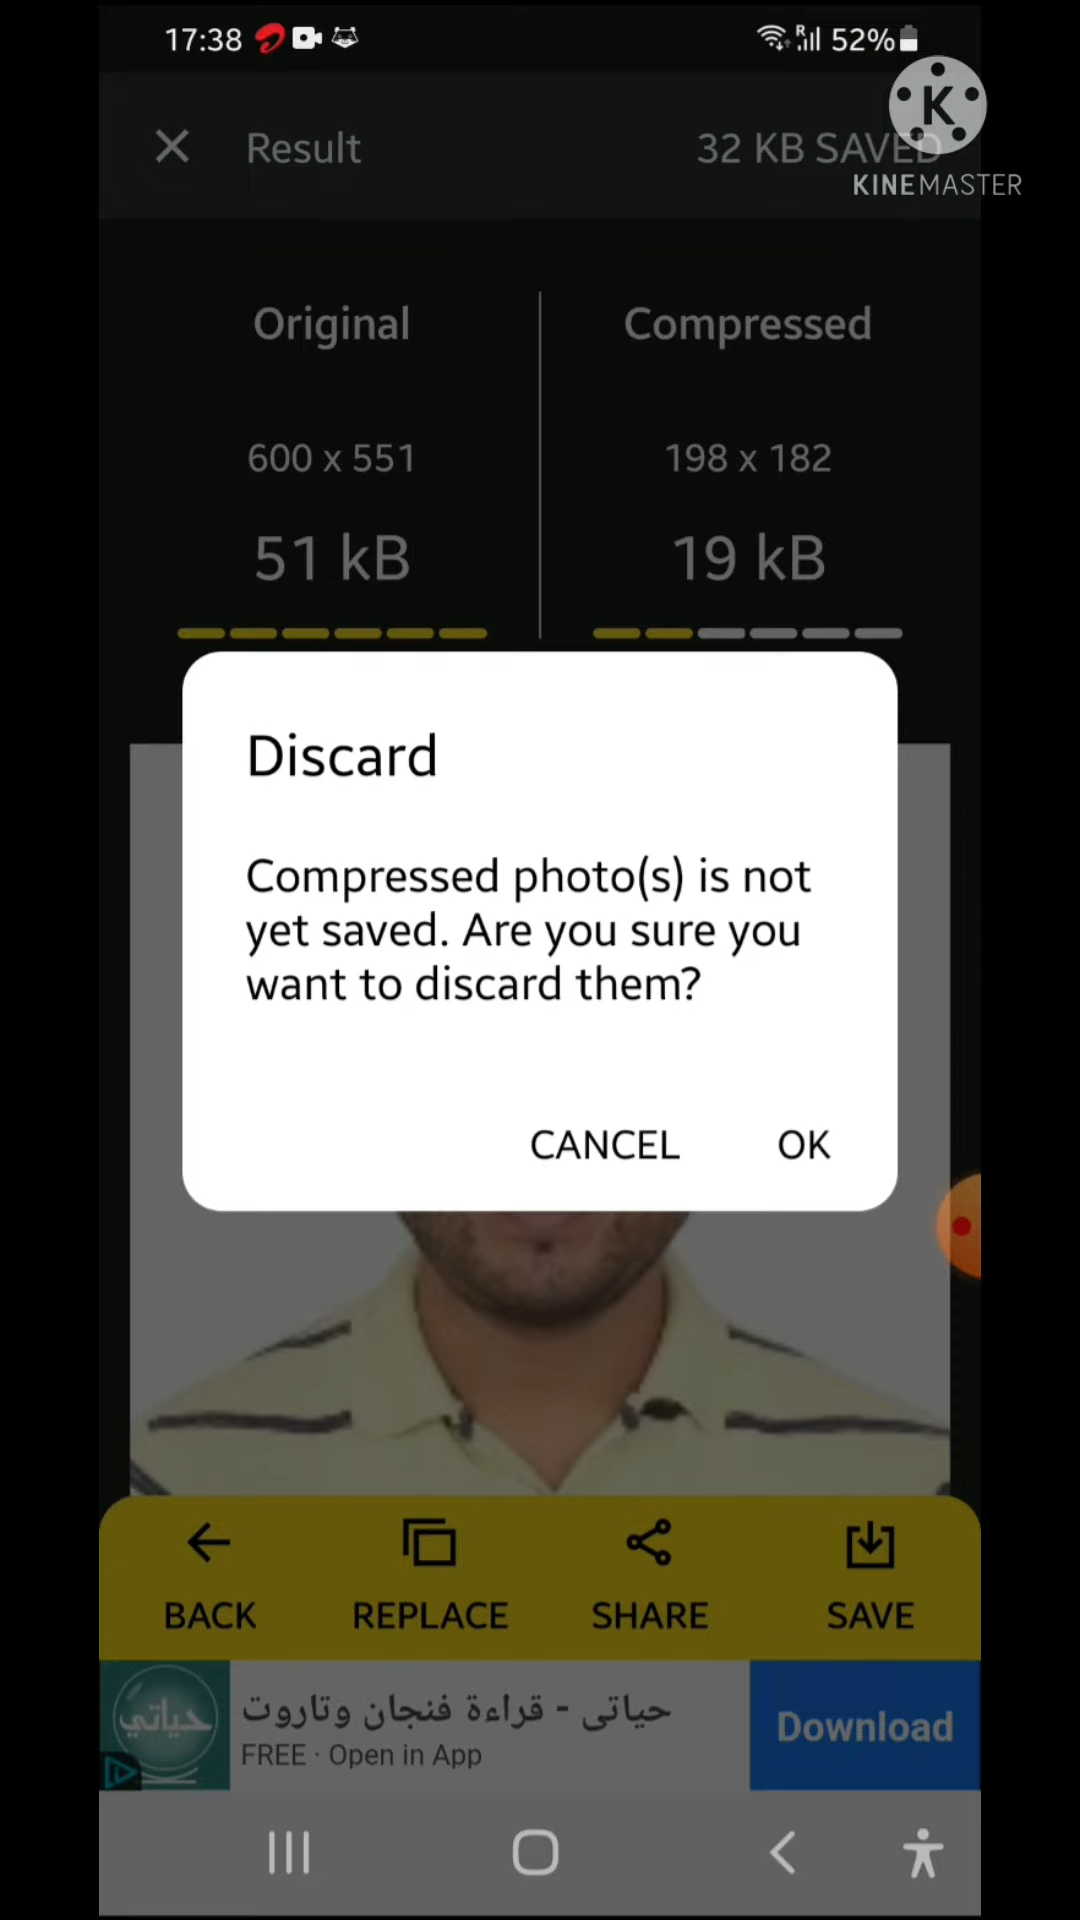 17:38
52%
Result
32 KB SAVED
K
KINEMASTER
Original
Compressed
600 x 551
198 x 182
51 kB
19 kB
Discard
Compressed photo(s) is not
yet saved. Are you sure you
want to discard them?
CANCEL
OK
BACK
REPLACE
SHARE
SAVE
حياتي
حياتى - قراءة فنجان وتاروت
FREE · Open in App
Download